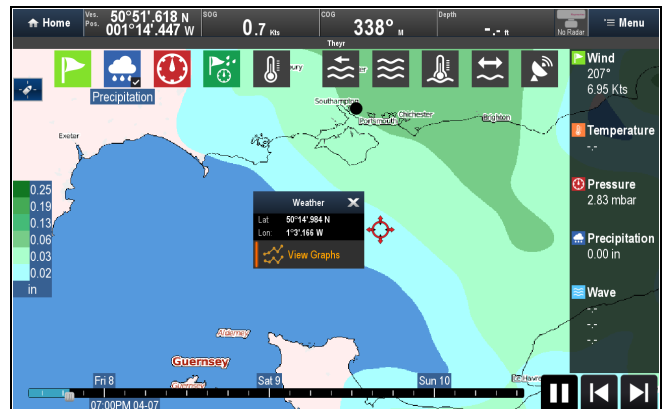 Home
Ves. Pos. 50°51'.618 N
001°14'.447 W
SOG 0.7 Kts
COG 338° M
Depth -.- ft
No Radar
Menu
Theyr
Precipitation
Southampton
Portsmouth
Chichester
Brighton
Exeter
0.25
0.19
0.13
0.06
0.03
0.02
in
Weather X
Lat: 50°14'.984 N
Lon: 1°3'.166 W
View Graphs
Wind
207°
6.95 Kts
Temperature
-.-
Pressure
2.83 mbar
Precipitation
0.00 in
Wave
-.-
-.-
-.-
Alderney
Guernsey
Guernsey
Le Havre
Fri 8
Sat 9
Sun 10
07:00PM 04-07